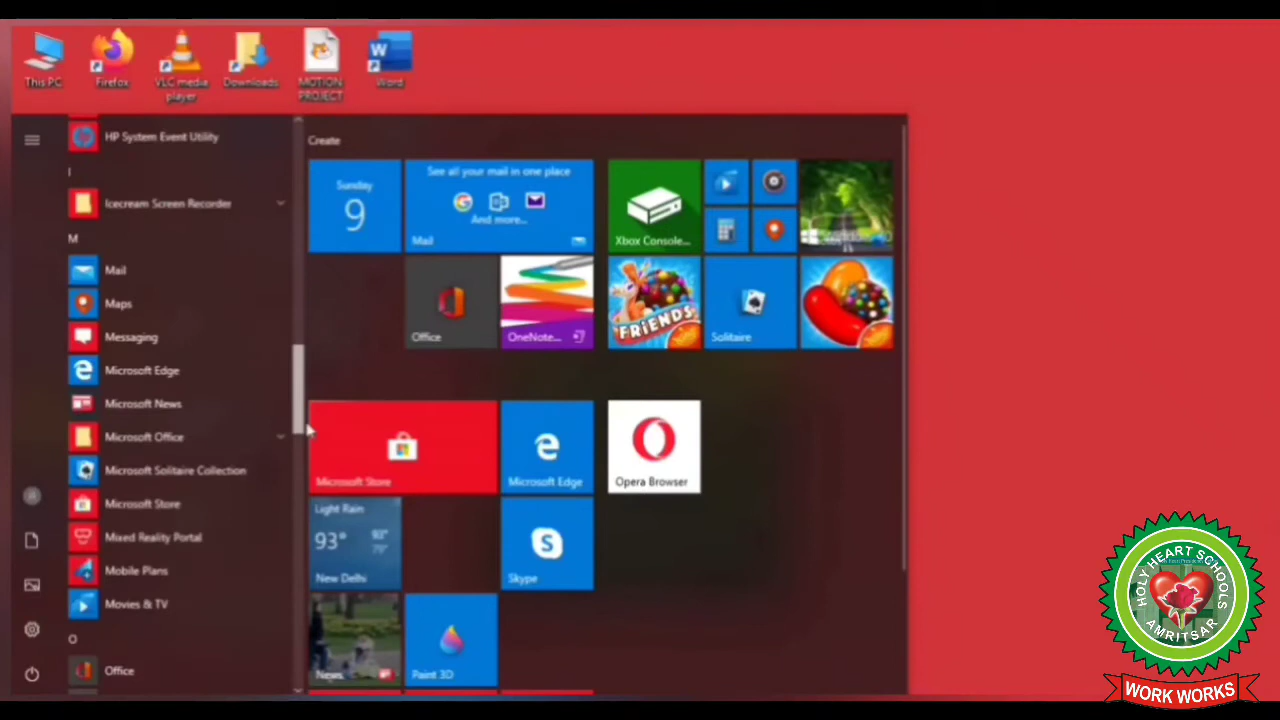 This PC
Firefox
VLC media player
Downloads
MOTION PROJECT
Word
HP System Event Utility
I
Icecream Screen Recorder
M
Mail
Maps
Messaging
Microsoft Edge
Microsoft News
Microsoft Office
Microsoft Solitaire Collection
Microsoft Store
Mixed Reality Portal
Mobile Plans
Movies & TV
O
Office
Create
Sunday
9
See all your mail in one place
And more...
Mail
Xbox Console...
Office
OneNote...
FRIENDS
Solitaire
Microsoft Store
Microsoft Edge
Opera Browser
Light Rain
93°
93°
New Delhi
Skype
News
Paint 3D
HOLY HEART SCHOOLS
AMRITSAR
WORK WORKS